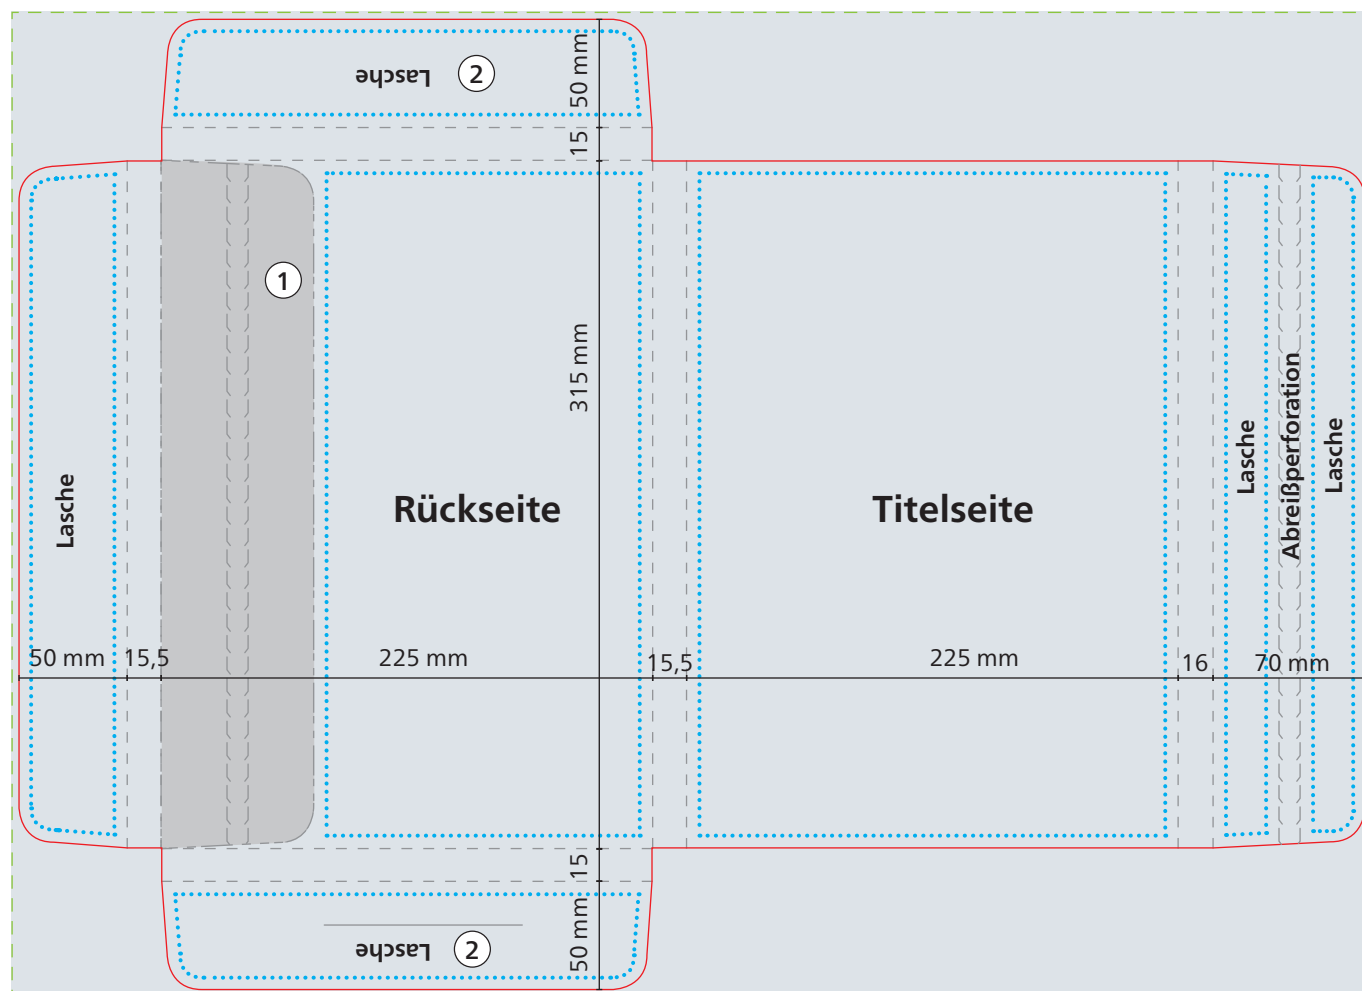 Lasche 2
50 mm
15
1
315 mm
Lasche
Rückseite
Titelseite
Lasche
Abreißperforation
Lasche
50 mm
15,5
225 mm
15,5
225 mm
16
70 mm
15
50 mm
Lasche 2